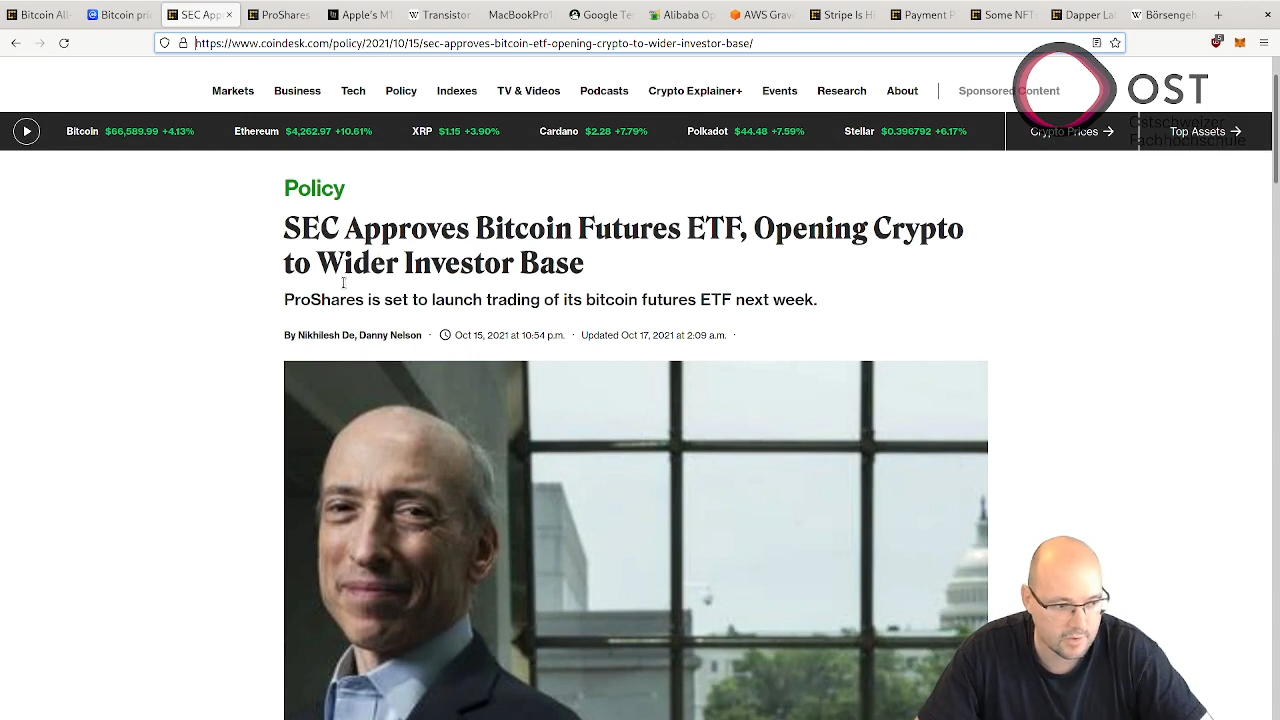 Bitcoin All-
Bitcoin pric
SEC App
ProShares
Apple's M1
Transistor
MacBookPro1
Google Te
Alibaba Op
AWS Grav
Stripe Is H
Payment P
Some NFT
Dapper La
Börsengeh
https://www.coindesk.com/policy/2021/10/15/sec-approves-bitcoin-etf-opening-crypto-to-wider-investor-base/
Markets Business Tech Policy Indexes TV & Videos Podcasts Crypto Explainer+ Events Research About Sponsored Content
OST
Ostschweizer
Fachhochschule
Bitcoin $66,589.99 +4.13% Ethereum $4,262.97 +10.61% XRP $1.15 +3.90% Cardano $2.28 +7.79% Polkadot $44.48 +7.59% Stellar $0.396792 +6.17% Crypto Prices → Top Assets →
Policy
SEC Approves Bitcoin Futures ETF, Opening Crypto
to Wider Investor Base
ProShares is set to launch trading of its bitcoin futures ETF next week.
By Nikhilesh De, Danny Nelson · Oct 15, 2021 at 10:54 p.m. · Updated Oct 17, 2021 at 2:09 a.m. ·